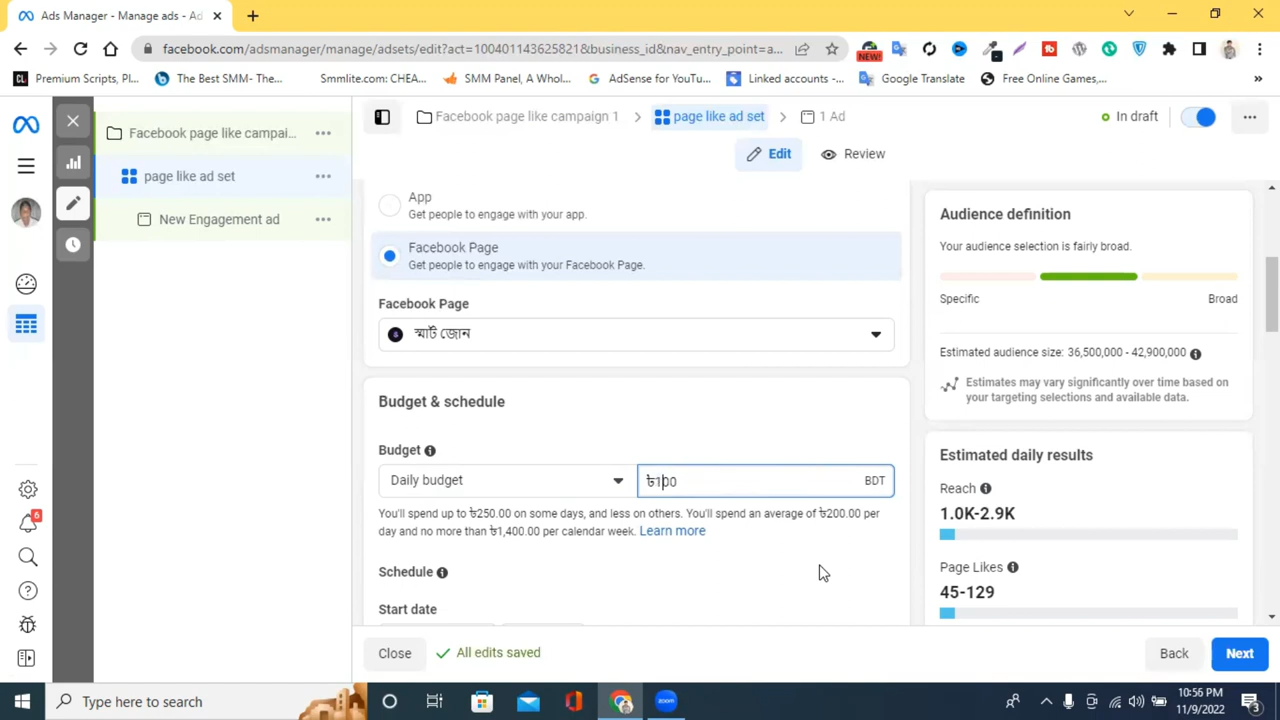 Ads Manager - Manage ads - Ad
facebook.com/adsmanager/manage/adsets/edit?act=100401143625821&business_id&nav_entry_point=a...
NEW!
CL Premium Scripts, Pl...
The Best SMM- The...
Smmlite.com: CHEA...
SMM Panel, A Whol...
AdSense for YouTu...
Linked accounts -...
Google Translate
Free Online Games,...
»
Facebook page like campai...
page like ad set
New Engagement ad
6
Facebook page like campaign 1
page like ad set
1 Ad
In draft
Edit
Review
App
Get people to engage with your app.
Facebook Page
Get people to engage with your Facebook Page.
Facebook Page
স্মার্ট জোন
Budget & schedule
Budget
Daily budget
৳100
BDT
You'll spend up to ৳250.00 on some days, and less on others. You'll spend an average of ৳200.00 per
day and no more than ৳1,400.00 per calendar week. Learn more
Schedule
Start date
Audience definition
Your audience selection is fairly broad.
Specific
Broad
Estimated audience size: 36,500,000 - 42,900,000
Estimates may vary significantly over time based on
your targeting selections and available data.
Estimated daily results
Reach
1.0K-2.9K
Page Likes
45-129
Close
All edits saved
Back
Next
Type here to search
zoom
10:56 PM
11/9/2022
3